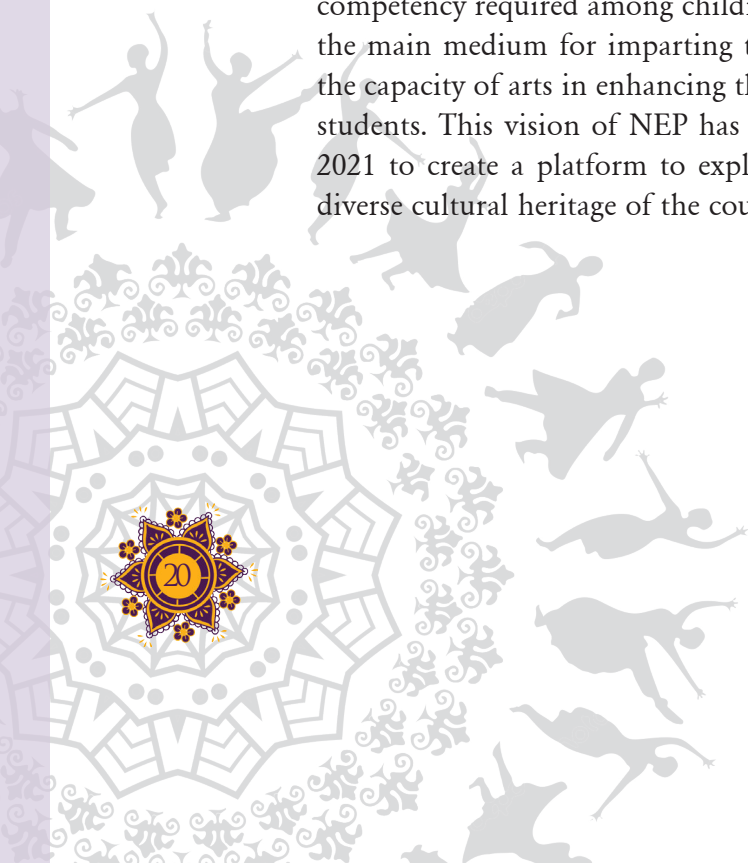 competency required among child
the main medium for imparting
the capacity of arts in enhancing
students. This vision of NEP has
2021 to create a platform to expl
diverse cultural heritage of the cou
20